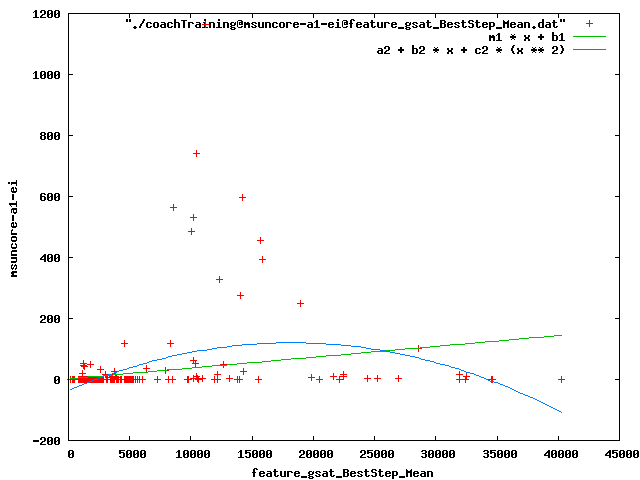 1200
"./coachTraining@msuncore-a1-ei@feature_gsat_BestStep_Mean.dat"
m1 * x + b1
a2 + b2 * x + c2 * (x ** 2)
1000
800
600
400
200
0
-200
msuncore-a1-ei
0 5000 10000 15000 20000 25000 30000 35000 40000 45000
feature_gsat_BestStep_Mean